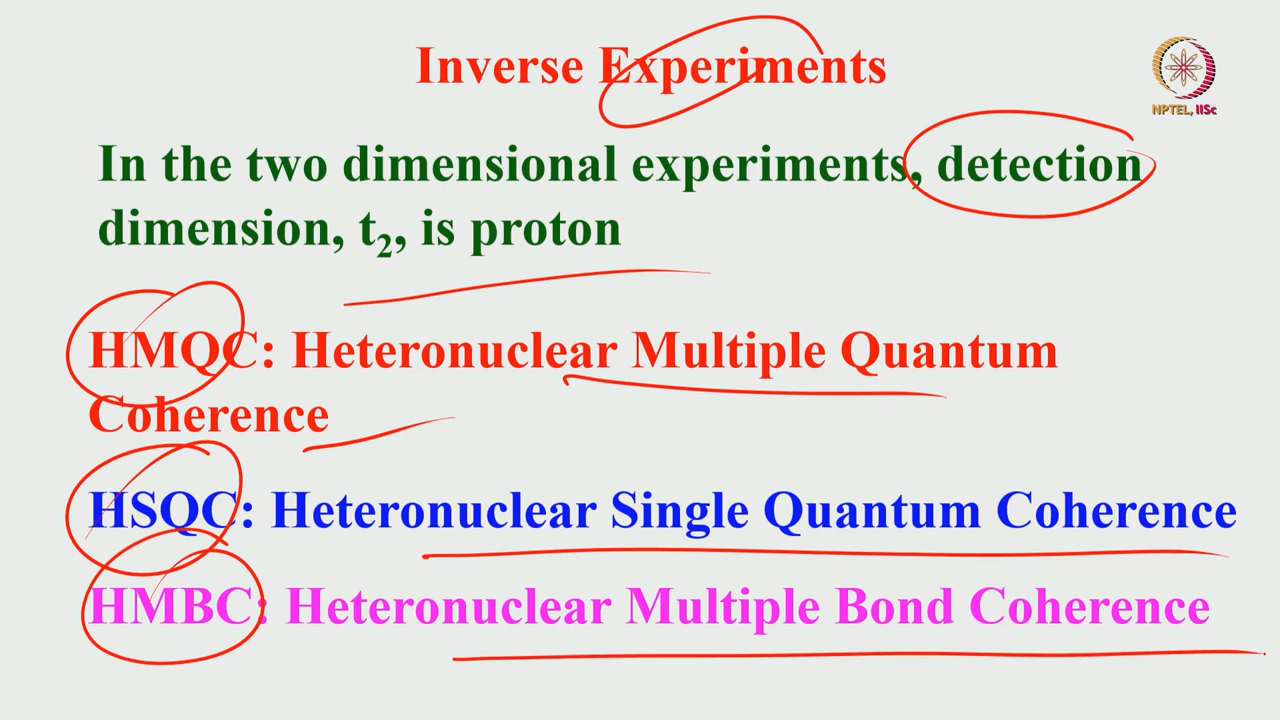 Inverse Experiments
NPTEL, IISc
In the two dimensional experiments, detection
dimension, t₂, is proton
HMQC: Heteronuclear Multiple Quantum
Coherence
HSQC: Heteronuclear Single Quantum Coherence
HMBC: Heteronuclear Multiple Bond Coherence